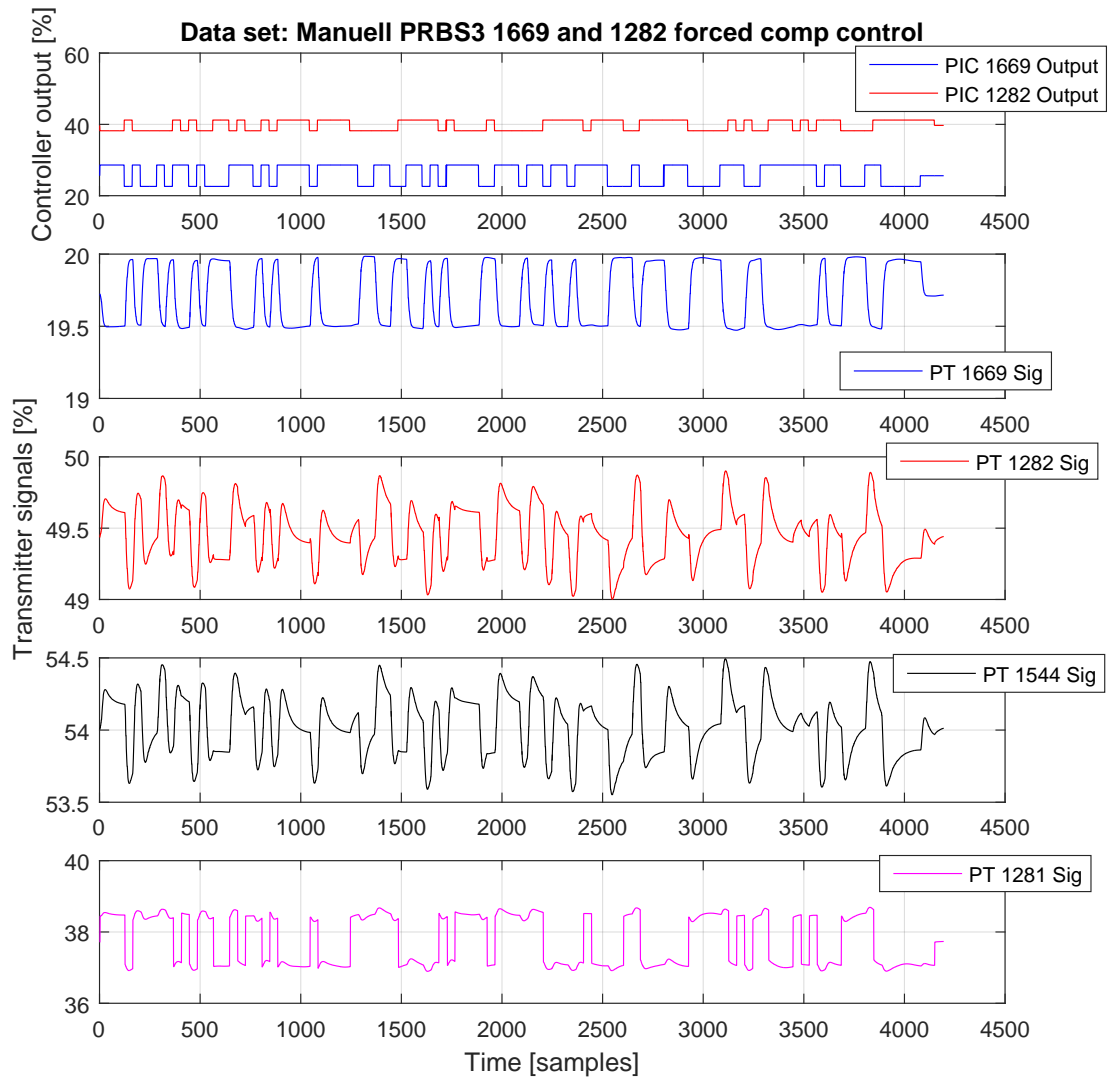 Data set: Manuell PRBS3 1669 and 1282 forced comp control
Controller output [%]
60
40
20
PIC 1669 Output
PIC 1282 Output
0 500 1000 1500 2000 2500 3000 3500 4000 4500
Transmitter signals [%]
20
19.5
19
PT 1669 Sig
0 500 1000 1500 2000 2500 3000 3500 4000 4500
50
49.5
49
PT 1282 Sig
0 500 1000 1500 2000 2500 3000 3500 4000 4500
54.5
54
53.5
PT 1544 Sig
0 500 1000 1500 2000 2500 3000 3500 4000 4500
40
38
36
PT 1281 Sig
0 500 1000 1500 2000 2500 3000 3500 4000 4500
Time [samples]